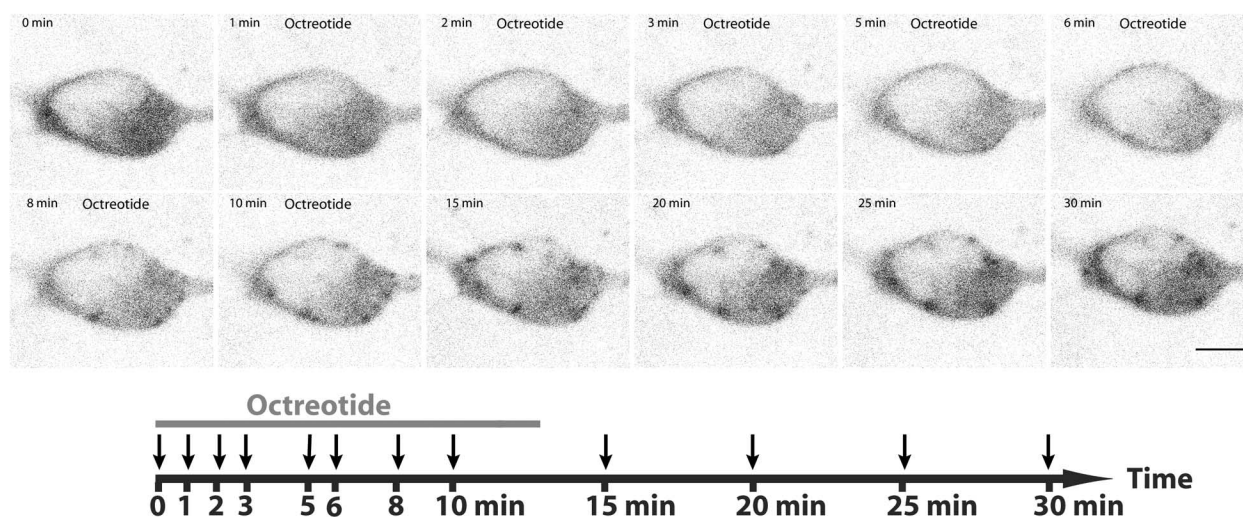 0 min
1 min Octreotide
2 min Octreotide
3 min Octreotide
5 min Octreotide
6 min Octreotide
8 min Octreotide
10 min Octreotide
15 min
20 min
25 min
30 min
Octreotide
0 1 2 3 5 6 8 10 min 15 min 20 min 25 min 30 min Time